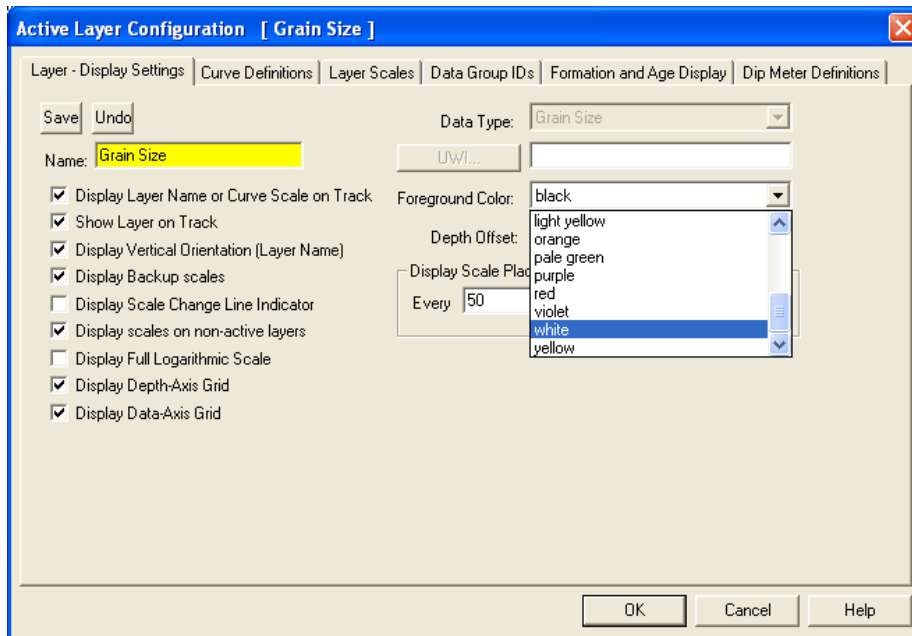 Active Layer Configuration [ Grain Size ]
Layer - Display Settings Curve Definitions Layer Scales Data Group IDs Formation and Age Display Dip Meter Definitions
Save Undo
Name: Grain Size
Display Layer Name or Curve Scale on Track
Show Layer on Track
Display Vertical Orientation (Layer Name)
Display Backup scales
Display Scale Change Line Indicator
Display scales on non-active layers
Display Full Logarithmic Scale
Display Depth-Axis Grid
Display Data-Axis Grid
Data Type: Grain Size
UWI...
Foreground Color: black
light yellow
orange
pale green
purple
red
violet
white
yellow
Depth Offset:
Display Scale
Every 50
OK Cancel Help